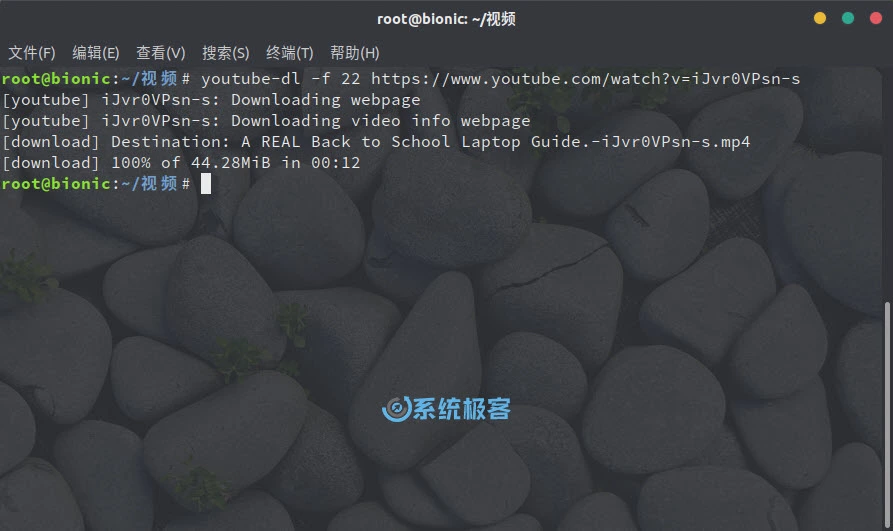 root@bionic: ~/视频
文件(F) 编辑(E) 查看(V) 搜索(S) 终端(T) 帮助(H)
root@bionic:~/视频# youtube-dl -f 22 https://www.youtube.com/watch?v=iJvr0VPsn-s
[youtube] iJvr0VPsn-s: Downloading webpage
[youtube] iJvr0VPsn-s: Downloading video info webpage
[download] Destination: A REAL Back to School Laptop Guide.-iJvr0VPsn-s.mp4
[download] 100% of 44.28MiB in 00:12
root@bionic:~/视频#
系统极客